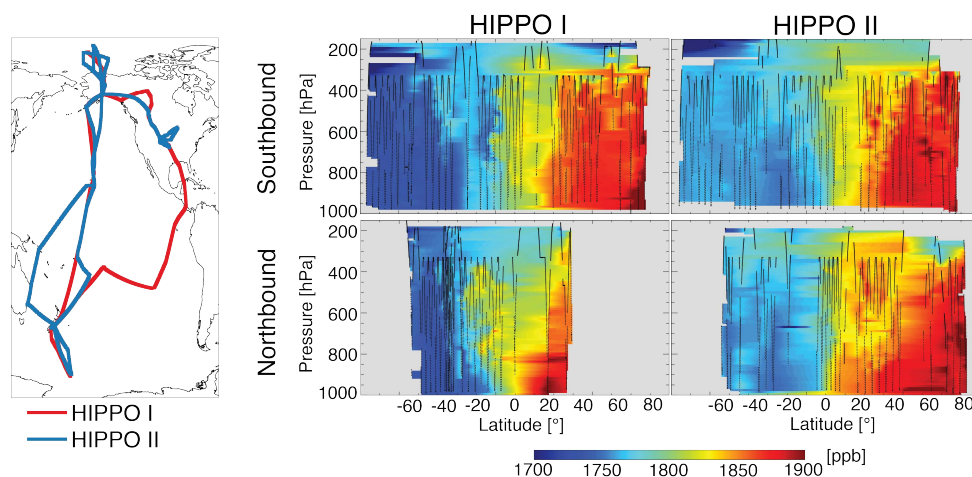 HIPPO I
HIPPO II
Southbound
Pressure [hPa]
200
400
600
800
1000
Northbound
Pressure [hPa]
200
400
600
800
1000
-60 -40 -20 0 20 40 60 80
-60 -40 -20 0 20 40 60 80
Latitude [°]
Latitude [°]
HIPPO I
HIPPO II
[ppb]
1700 1750 1800 1850 1900